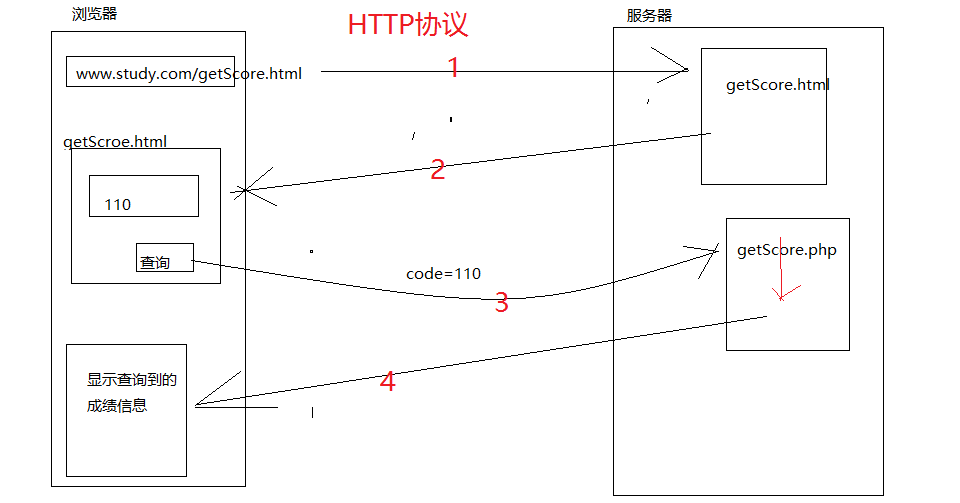 浏览器
HTTP协议
服务器
www.study.com/getScore.html
1
getScore.html
getScroe.html
2
110
查询
code=110
getScore.php
3
4
显示查询到的
成绩信息